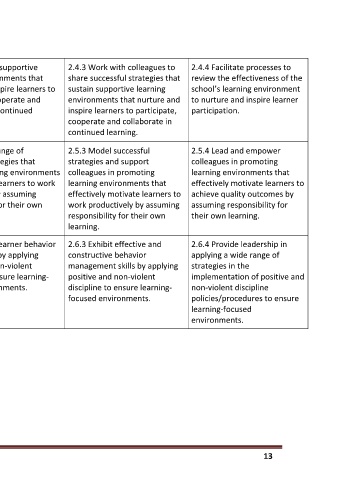 supportive
nments that
pire learners to
operate and
ontinued
2.4.3 Work with colleagues to
share successful strategies that
sustain supportive learning
environments that nurture and
inspire learners to participate,
cooperate and collaborate in
continued learning.
2.4.4 Facilitate processes to
review the effectiveness of the
school's learning environment
to nurture and inspire learner
participation.
nge of
egies that
ng environments
earners to work
assuming
or their own
2.5.3 Model successful
strategies and support
colleagues in promoting
learning environments that
effectively motivate learners to
work productively by assuming
responsibility for their own
learning.
2.5.4 Lead and empower
colleagues in promoting
learning environments that
effectively motivate learners to
achieve quality outcomes by
assuming responsibility for
their own learning.
earner behavior
by applying
n-violent
sure learning-
nments.
2.6.3 Exhibit effective and
constructive behavior
management skills by applying
positive and non-violent
discipline to ensure learning-
focused environments.
2.6.4 Provide leadership in
applying a wide range of
strategies in the
implementation of positive and
non-violent discipline
policies/procedures to ensure
learning-focused
environments.
13